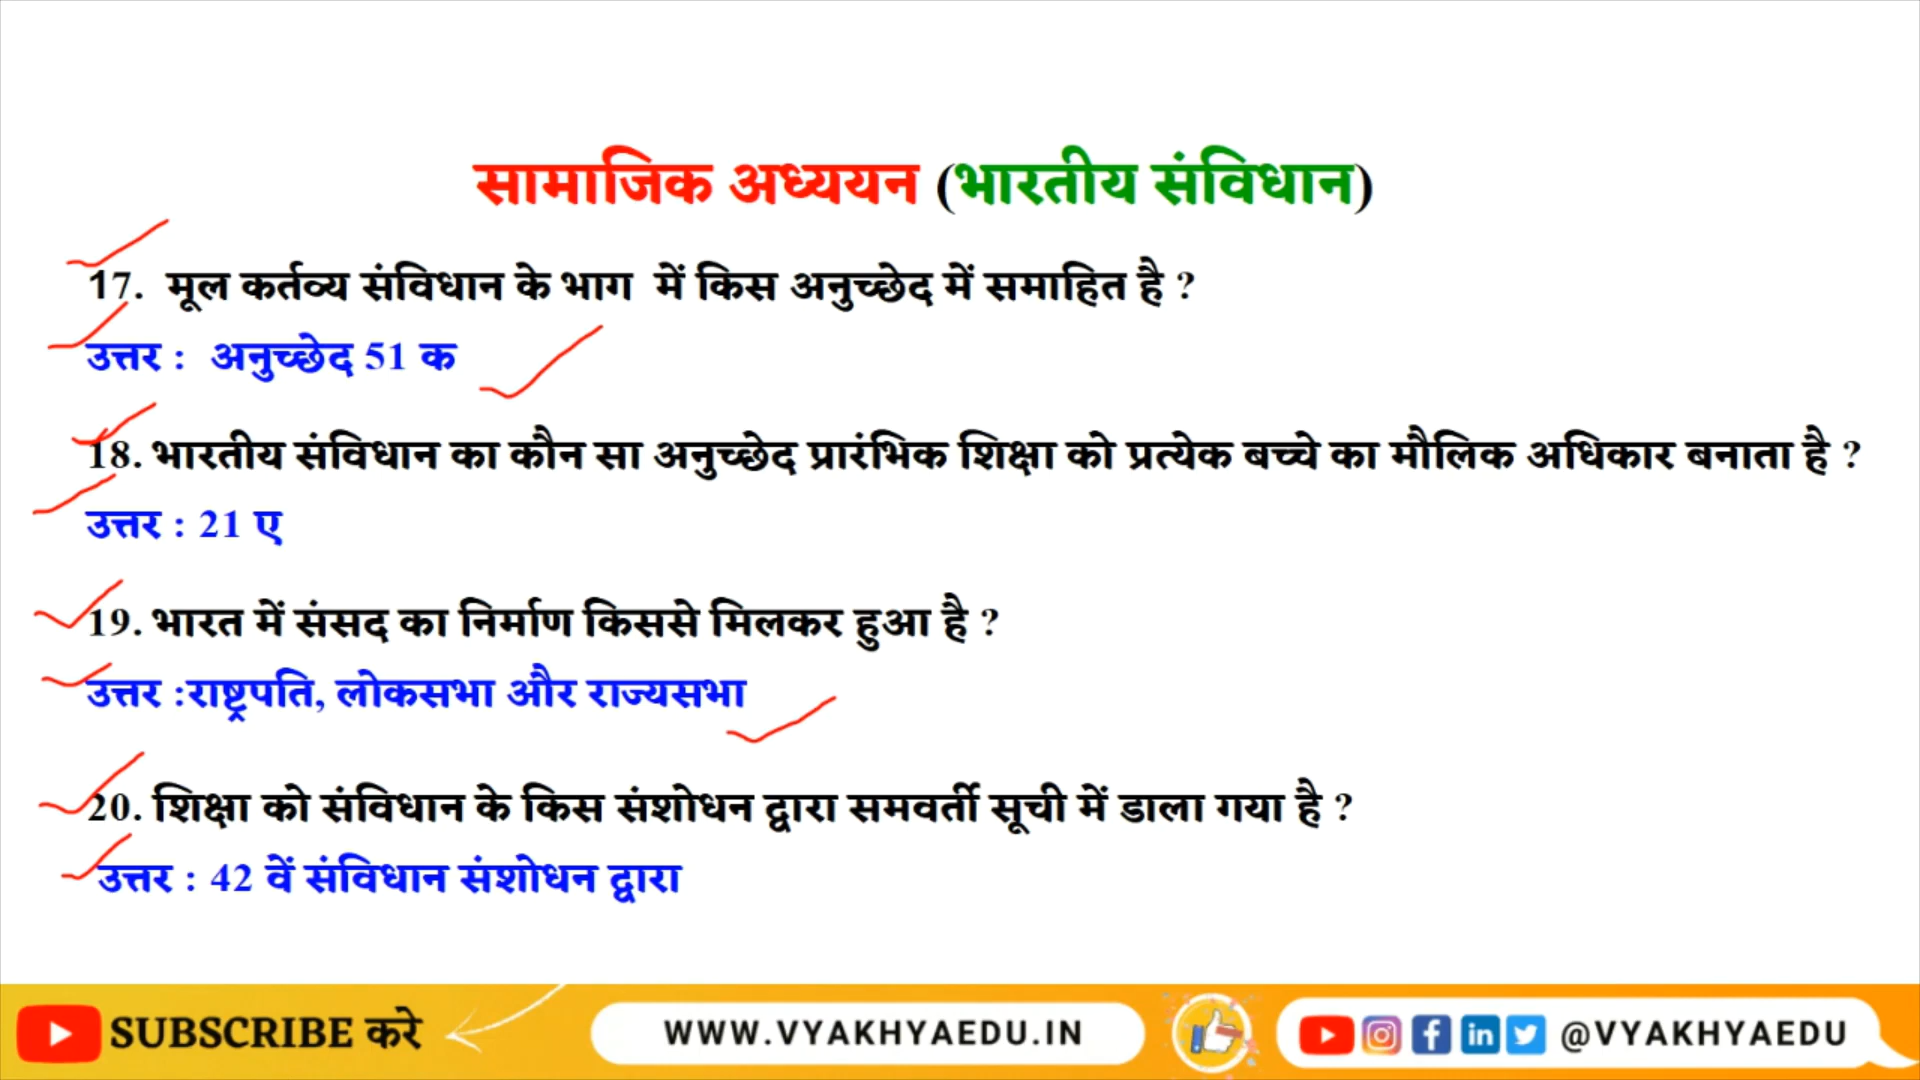 सामाजिक अध्ययन (भारतीय संविधान)
17. मूल कर्तव्य संविधान के भाग में किस अनुच्छेद में समाहित है ?
उत्तर : अनुच्छेद 51 क
18. भारतीय संविधान का कौन सा अनुच्छेद प्रारंभिक शिक्षा को प्रत्येक बच्चे का मौलिक अधिकार बनाता है ?
उत्तर : 21 ए
19. भारत में संसद का निर्माण किससे मिलकर हुआ है ?
उत्तर :राष्ट्रपति, लोकसभा और राज्यसभा
20. शिक्षा को संविधान के किस संशोधन द्वारा समवर्ती सूची में डाला गया है ?
उत्तर : 42 वें संविधान संशोधन द्वारा
SUBSCRIBE करे WWW.VYAKHYAEDU.IN @VYAKHYAEDU